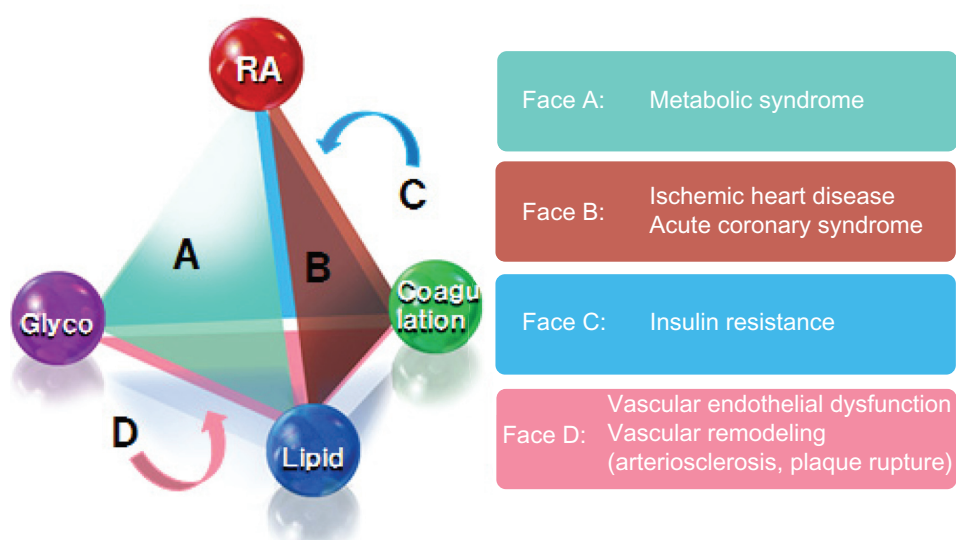 RA
C
A
B
Glyco
Coagu
lation
D
Lipid
Face A: Metabolic syndrome
Face B: Ischemic heart disease
Acute coronary syndrome
Face C: Insulin resistance
Face D: Vascular endothelial dysfunction
Vascular remodeling
(arteriosclerosis, plaque rupture)